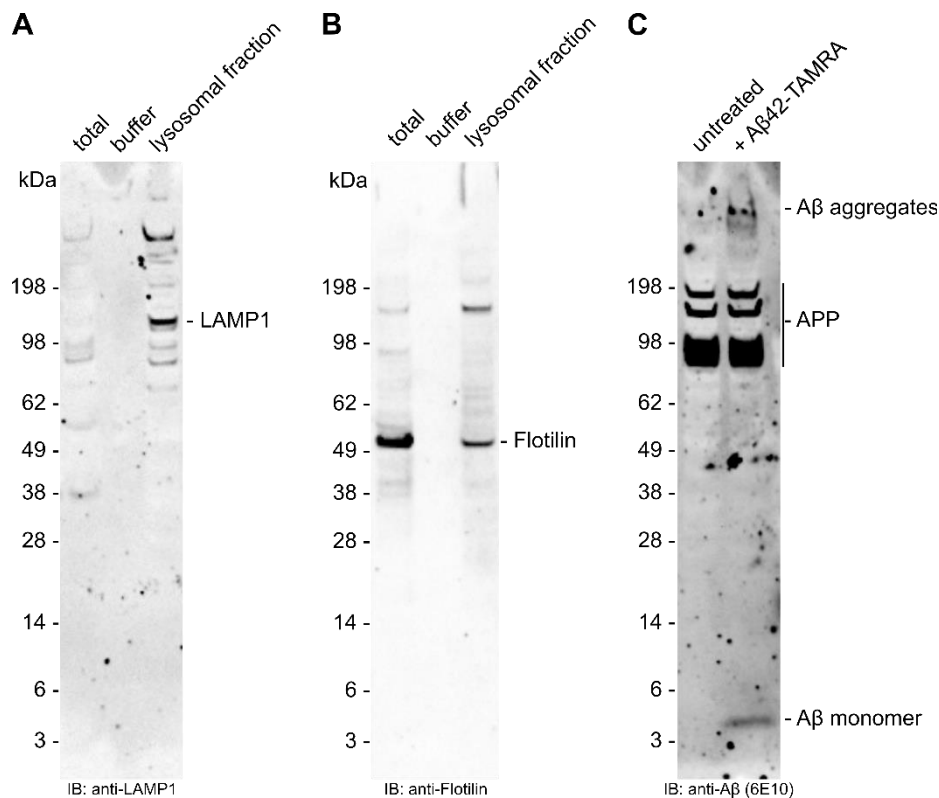 A
total
buffer
lysosomal fraction
kDa
198 -
98 -
62 -
49 -
38 -
28 -
14 -
6 -
3 -
- LAMP1
IB: anti-LAMP1
B
total
buffer
lysosomal fraction
kDa
198 -
98 -
62 -
49 -
38 -
28 -
14 -
6 -
3 -
- Flotilin
IB: anti-Flotilin
C
untreated
+ Aβ42-TAMRA
198 -
98 -
62 -
49 -
38 -
28 -
14 -
6 -
3 -
- Aβ aggregates
- APP
- Aβ monomer
IB: anti-Aβ (6E10)